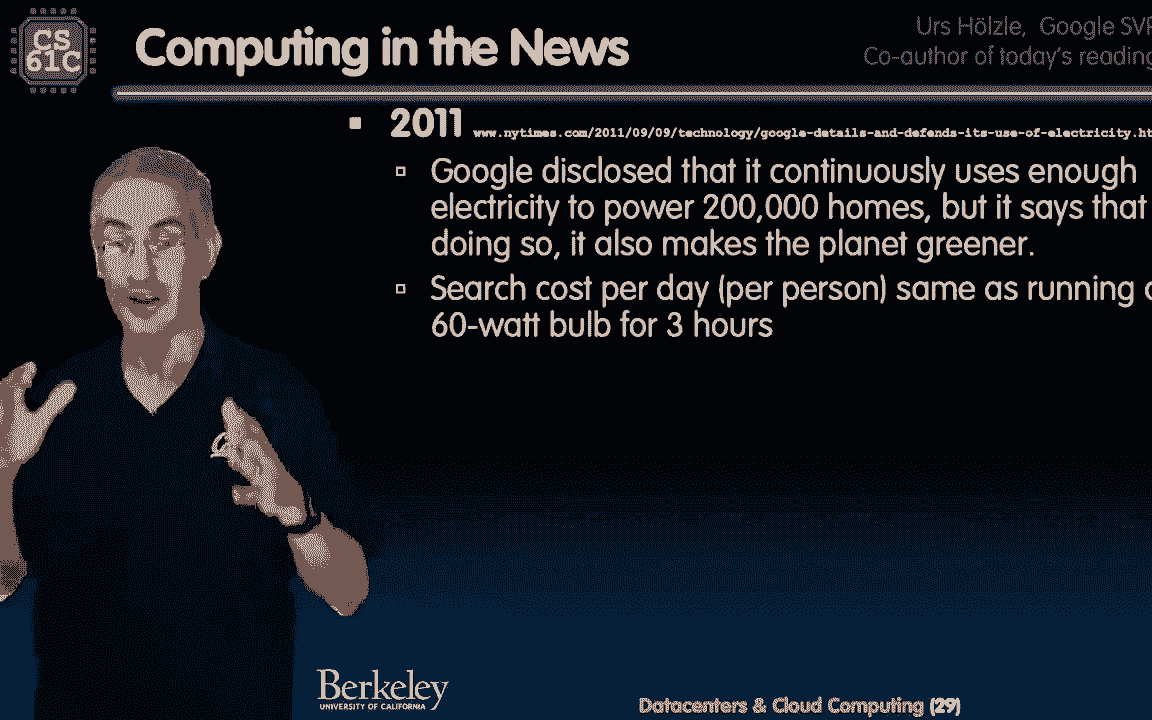 CS
61C
Computing in the News
Urs Hölzle, Google SVP
Co-author of today's reading
2011 www.nytimes.com/2011/09/09/technology/google-details-and-defends-its-use-of-electricity.ht
Google disclosed that it continuously uses enough
electricity to power 200,000 homes, but it says that
doing so, it also makes the planet greener.
Search cost per day (per person) same as running
60-watt bulb for 3 hours
Berkeley
UNIVERSITY OF CALIFORNIA
Datacenters & Cloud Computing (29)